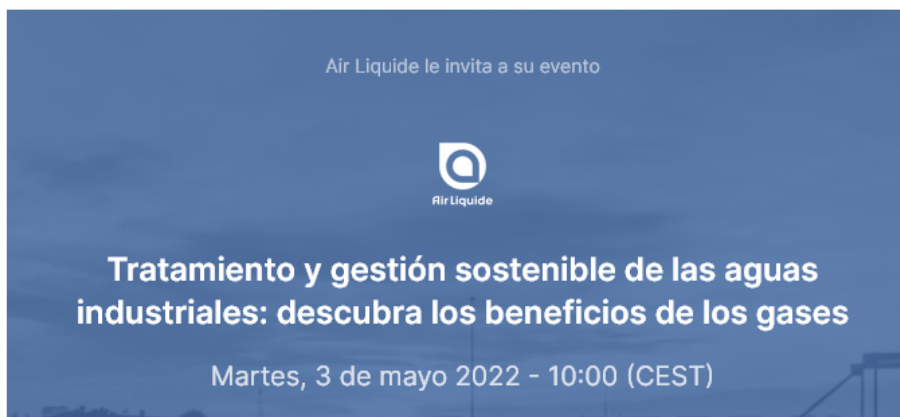 Air Liquide le invita a su evento
Air Liquide
Tratamiento y gestión sostenible de las aguas
industriales: descubra los beneficios de los gases
Martes, 3 de mayo 2022 - 10:00 (CEST)